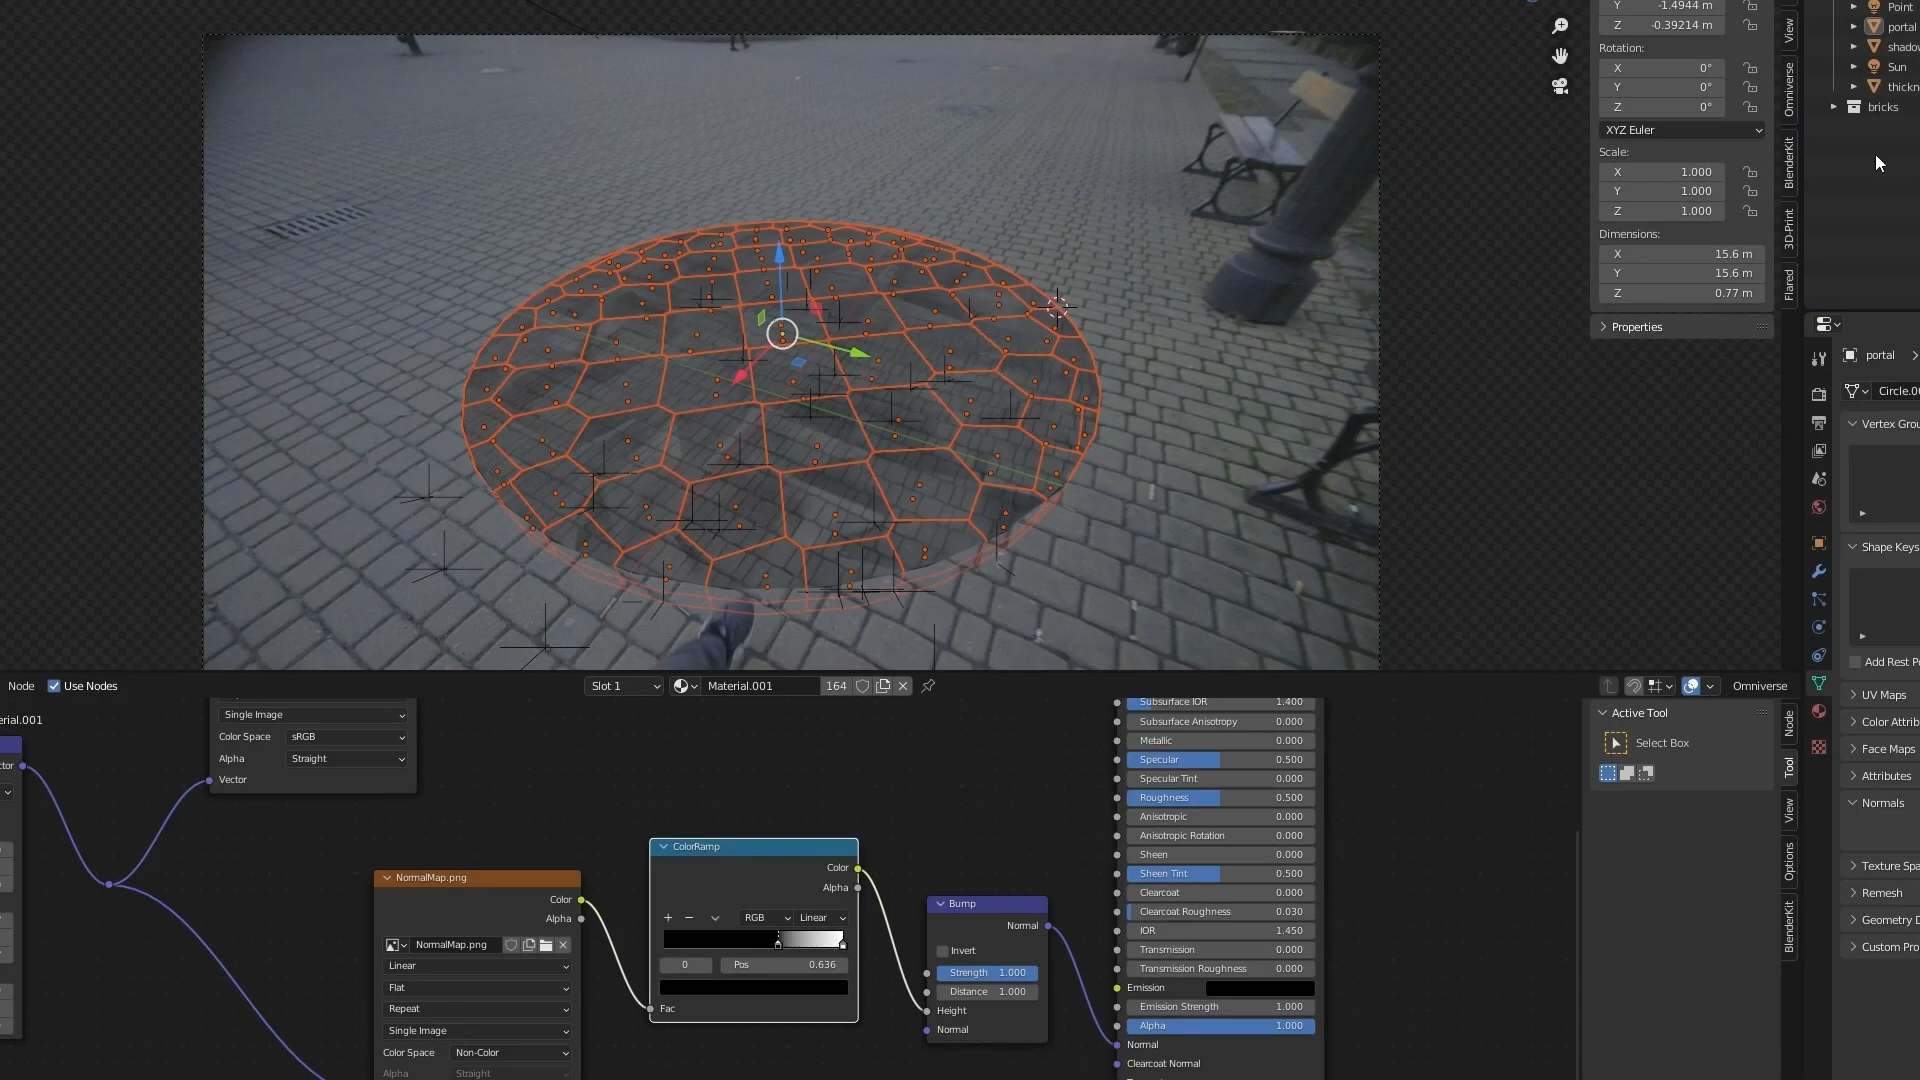 Y -1.4944 m
Z -0.39214 m
Rotation:
X 0°
Y 0°
Z 0°
XYZ Euler
Scale:
X 1.000
Y 1.000
Z 1.000
Dimensions:
X 15.6 m
Y 15.6 m
Z 0.77 m
Properties
View
Omniverse
BlenderKit
3D-Print
Flared
Point
portal
shadow
Sun
thickn
bricks
portal
Circle.00
Vertex Grou
Shape Keys
Add Rest Po
UV Maps
Color Attrib
Face Maps
Attributes
Normals
Texture Spa
Remesh
Geometry D
Custom Pro
Node
Use Nodes
Slot 1
Material.001
164
Omniverse
erial.001
Single Image
Color Space sRGB
Alpha Straight
Vector
tor
NormalMap.png
Color
Alpha
NormalMap.png
Linear
Flat
Repeat
Single Image
Color Space Non-Color
Alpha Straight
ColorRamp
Color
Alpha
+ − RGB Linear
0 Pos 0.636
Fac
Bump
Normal
Invert
Strength 1.000
Distance 1.000
Height
Normal
Subsurface IOR 1.400
Subsurface Anisotropy 0.000
Metallic 0.000
Specular 0.500
Specular Tint 0.000
Roughness 0.500
Anisotropic 0.000
Anisotropic Rotation 0.000
Sheen 0.000
Sheen Tint 0.500
Clearcoat 0.000
Clearcoat Roughness 0.030
IOR 1.450
Transmission 0.000
Transmission Roughness 0.000
Emission
Emission Strength 1.000
Alpha 1.000
Normal
Clearcoat Normal
Active Tool
Select Box
Node
Tool
View
Options
BlenderKit